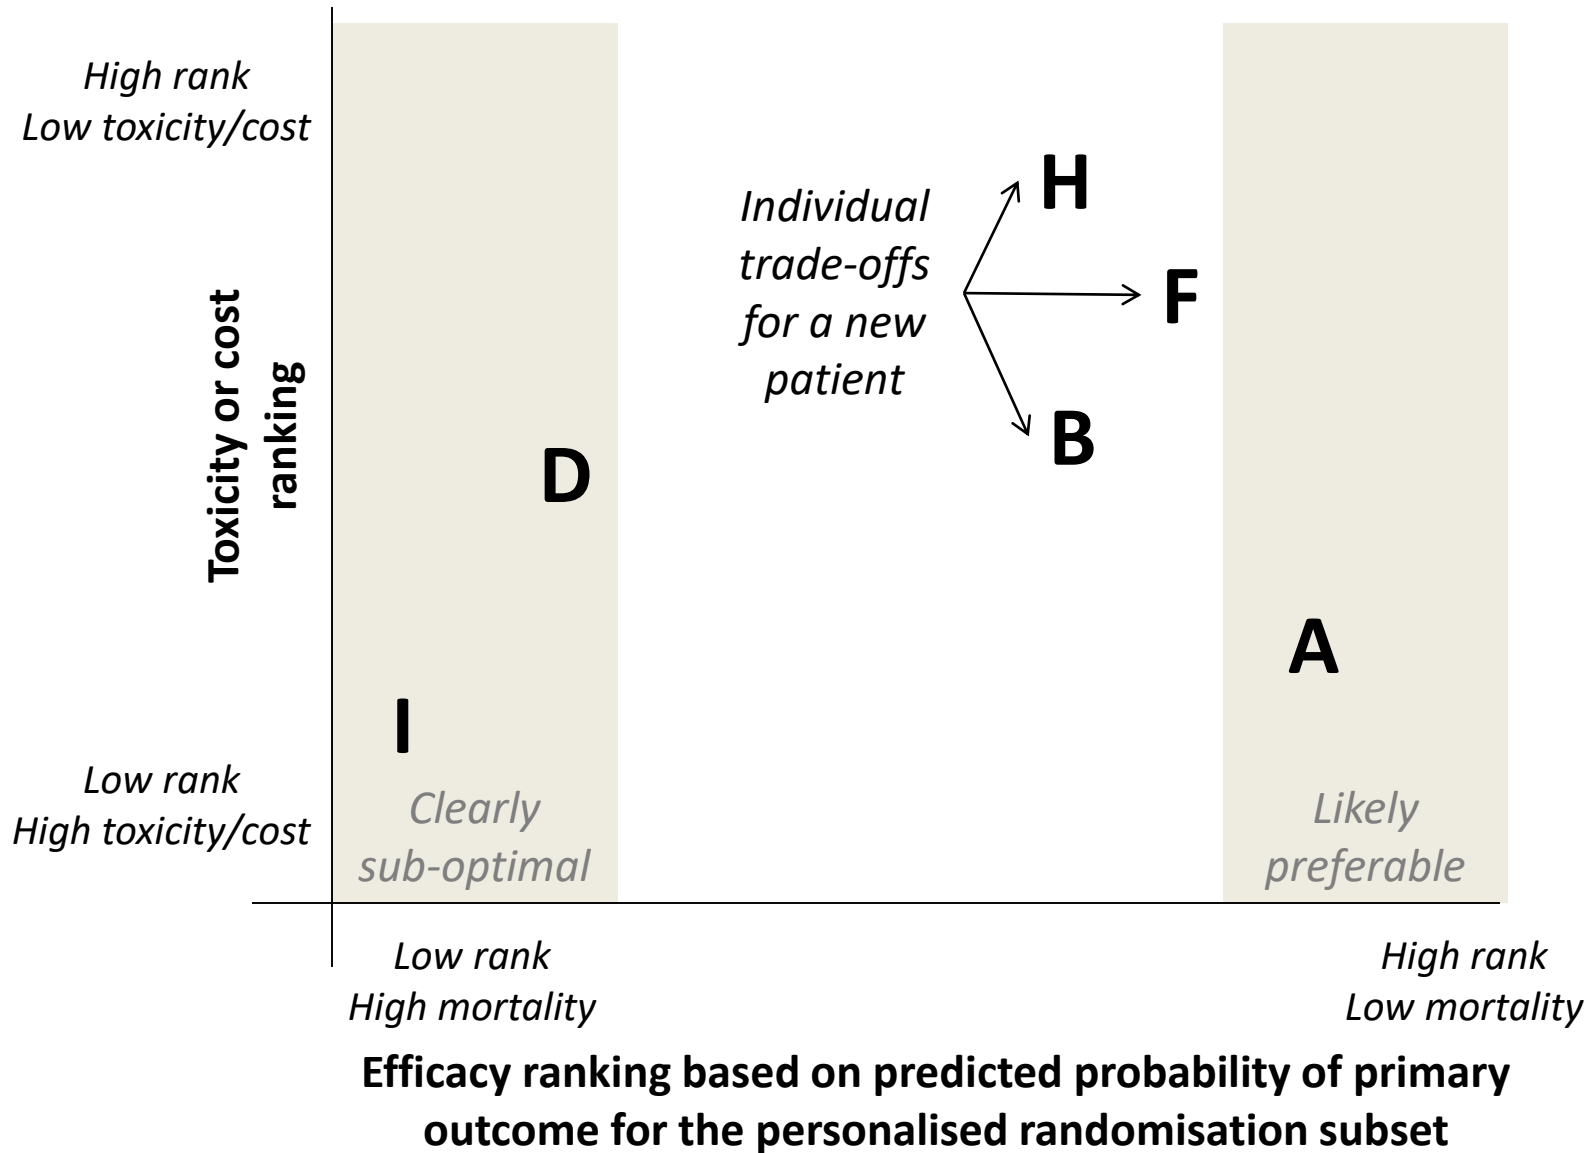 High rank
Low toxicity/cost
Individual
trade-offs
for a new
patient
H
F
B
Toxicity or cost
ranking
D
A
I
Low rank
High toxicity/cost
Clearly
sub-optimal
Likely
preferable
Low rank
High mortality
High rank
Low mortality
Efficacy ranking based on predicted probability of primary
outcome for the personalised randomisation subset